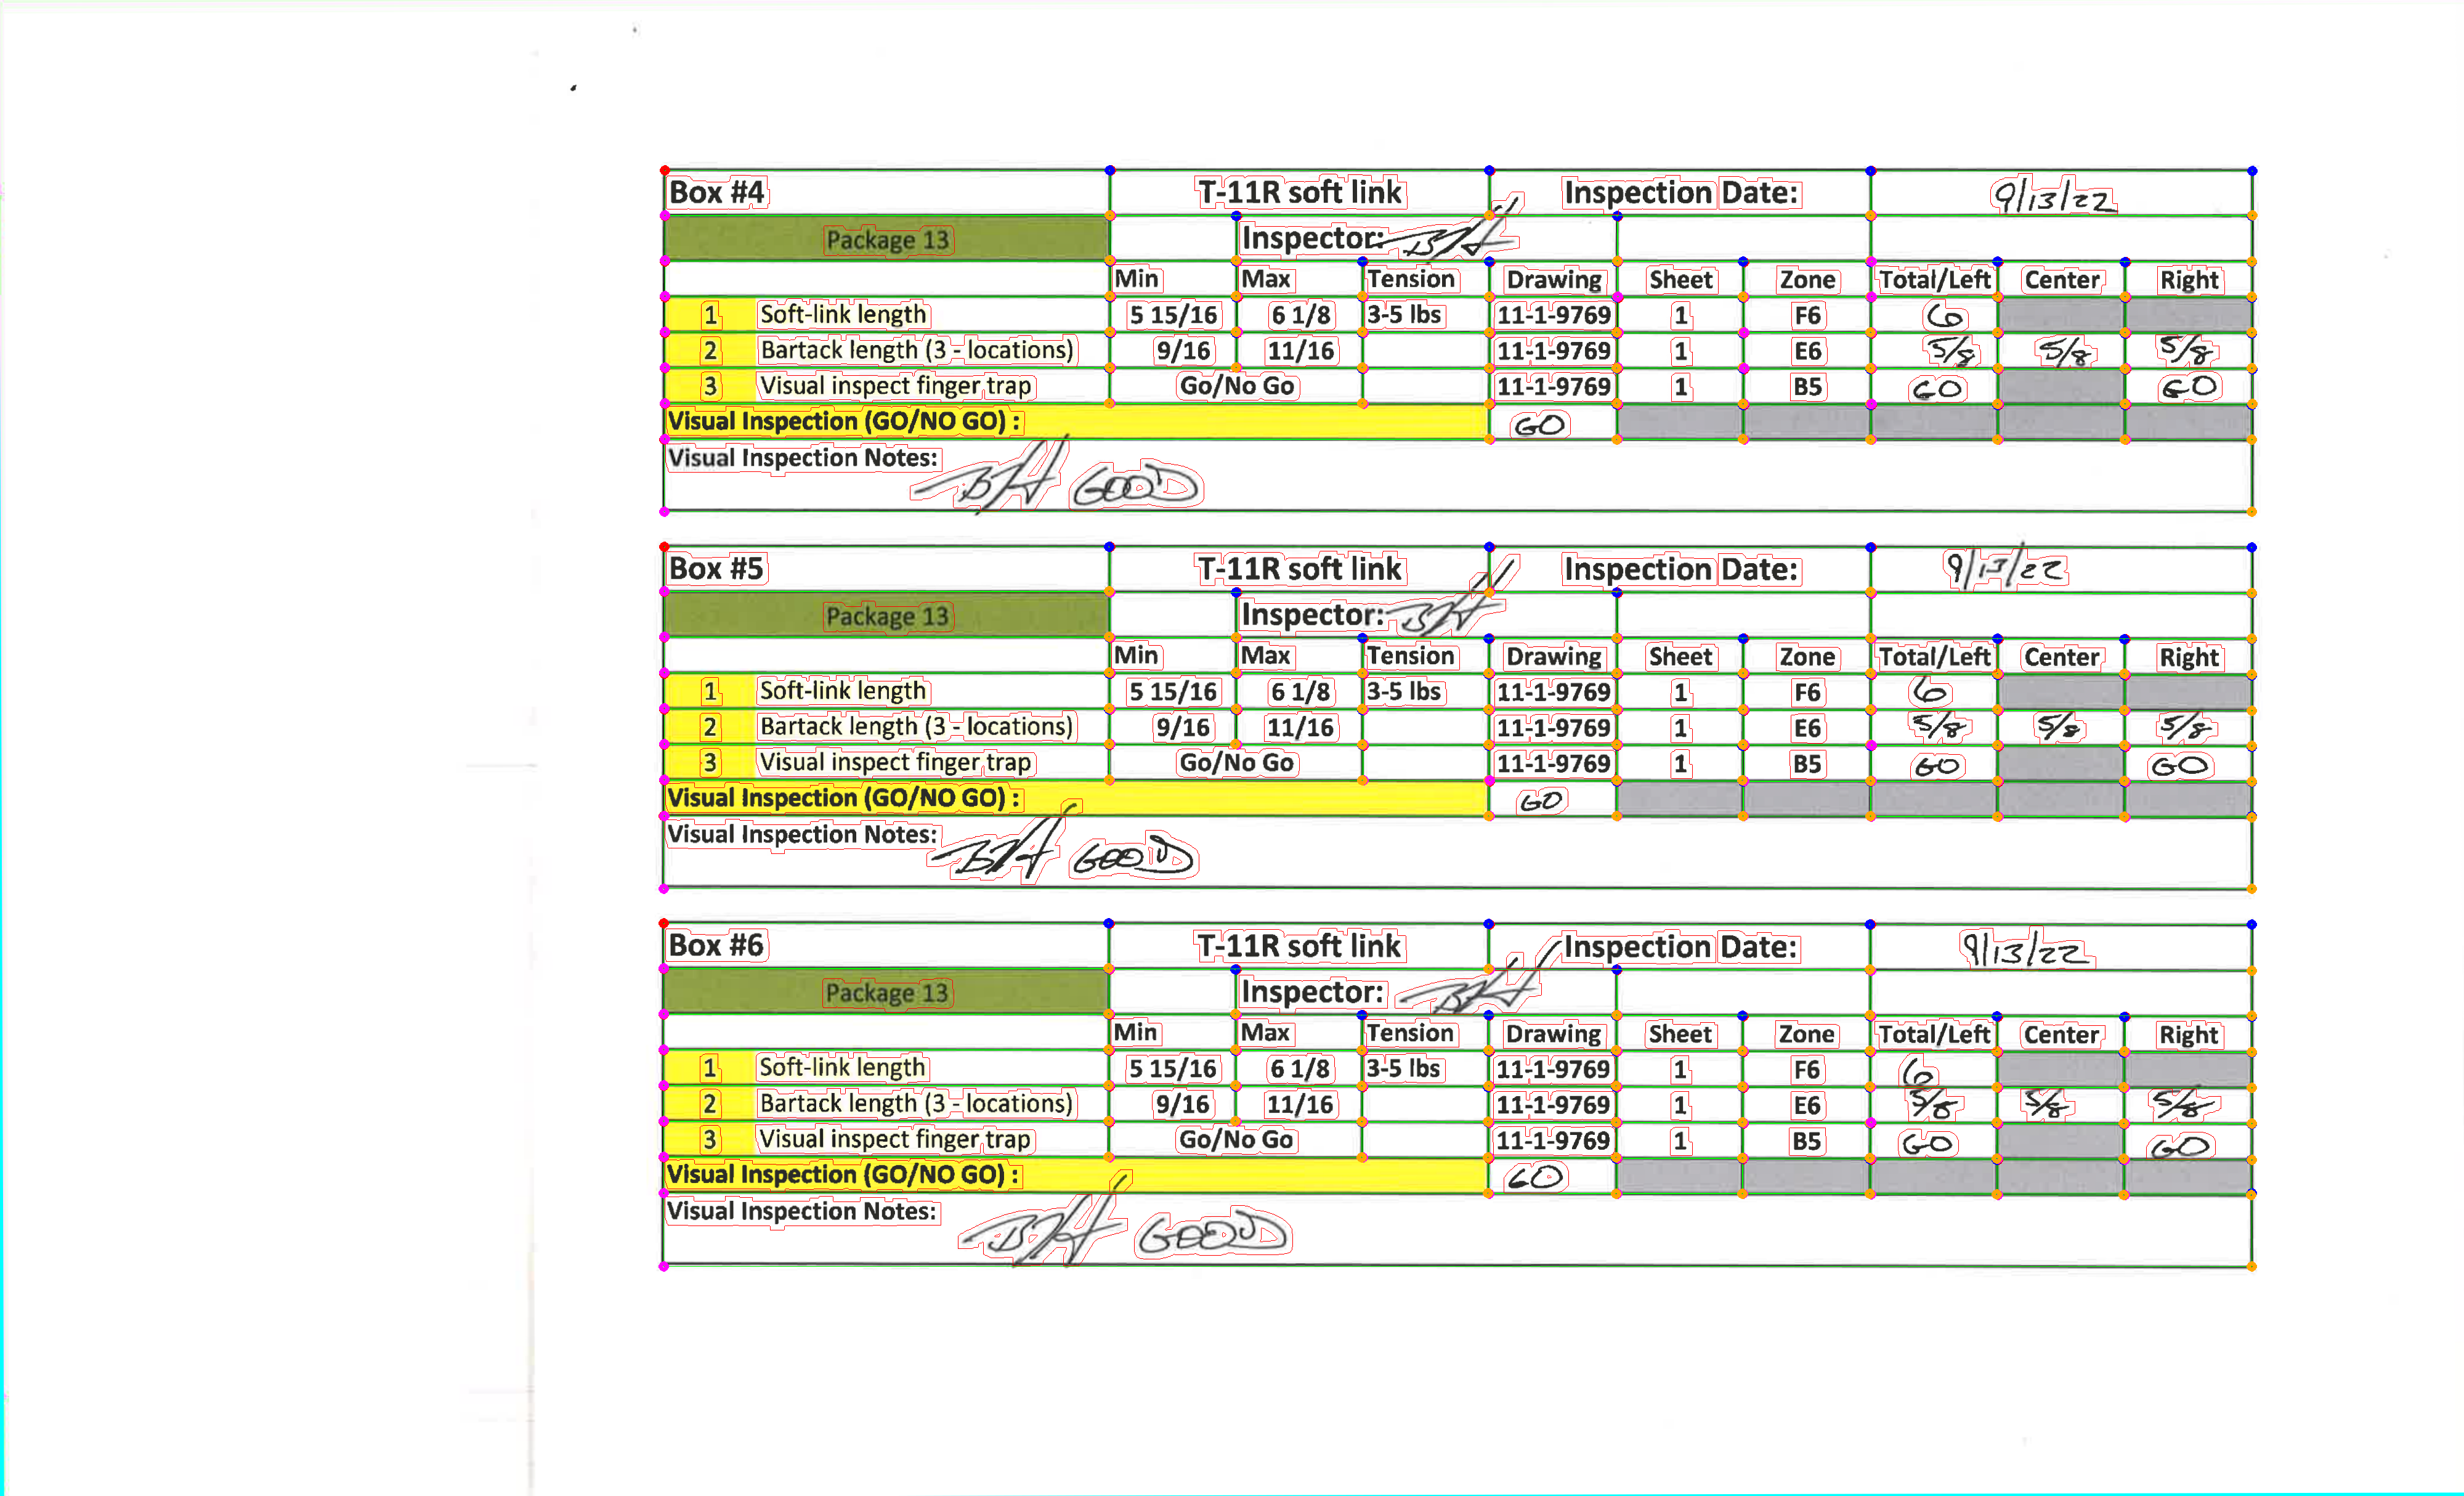 Box #4 T-11R soft link Inspection Date: 9/13/22
Package 13 Inspector: BH
Min Max Tension Drawing Sheet Zone Total/Left Center Right
1 Soft-link length 5 15/16 6 1/8 3-5 lbs 11-1-9769 1 F6 6
2 Bartack length (3 - locations) 9/16 11/16 11-1-9769 1 E6 5/8 5/8 5/8
3 Visual inspect finger trap Go/No Go 11-1-9769 1 B5 GO GO
Visual Inspection (GO/NO GO) : GO
Visual Inspection Notes: BH GOOD
Box #5 T-11R soft link Inspection Date: 9/13/22
Package 13 Inspector: BH
Min Max Tension Drawing Sheet Zone Total/Left Center Right
1 Soft-link length 5 15/16 6 1/8 3-5 lbs 11-1-9769 1 F6 6
2 Bartack length (3 - locations) 9/16 11/16 11-1-9769 1 E6 5/8 5/8 5/8
3 Visual inspect finger trap Go/No Go 11-1-9769 1 B5 GO GO
Visual Inspection (GO/NO GO) : GO
Visual Inspection Notes: BH GOOD
Box #6 T-11R soft link Inspection Date: 9/13/22
Package 13 Inspector: BH
Min Max Tension Drawing Sheet Zone Total/Left Center Right
1 Soft-link length 5 15/16 6 1/8 3-5 lbs 11-1-9769 1 F6 6
2 Bartack length (3 - locations) 9/16 11/16 11-1-9769 1 E6 5/8 5/8 5/8
3 Visual inspect finger trap Go/No Go 11-1-9769 1 B5 GO GO
Visual Inspection (GO/NO GO) : GO
Visual Inspection Notes: BH GOOD